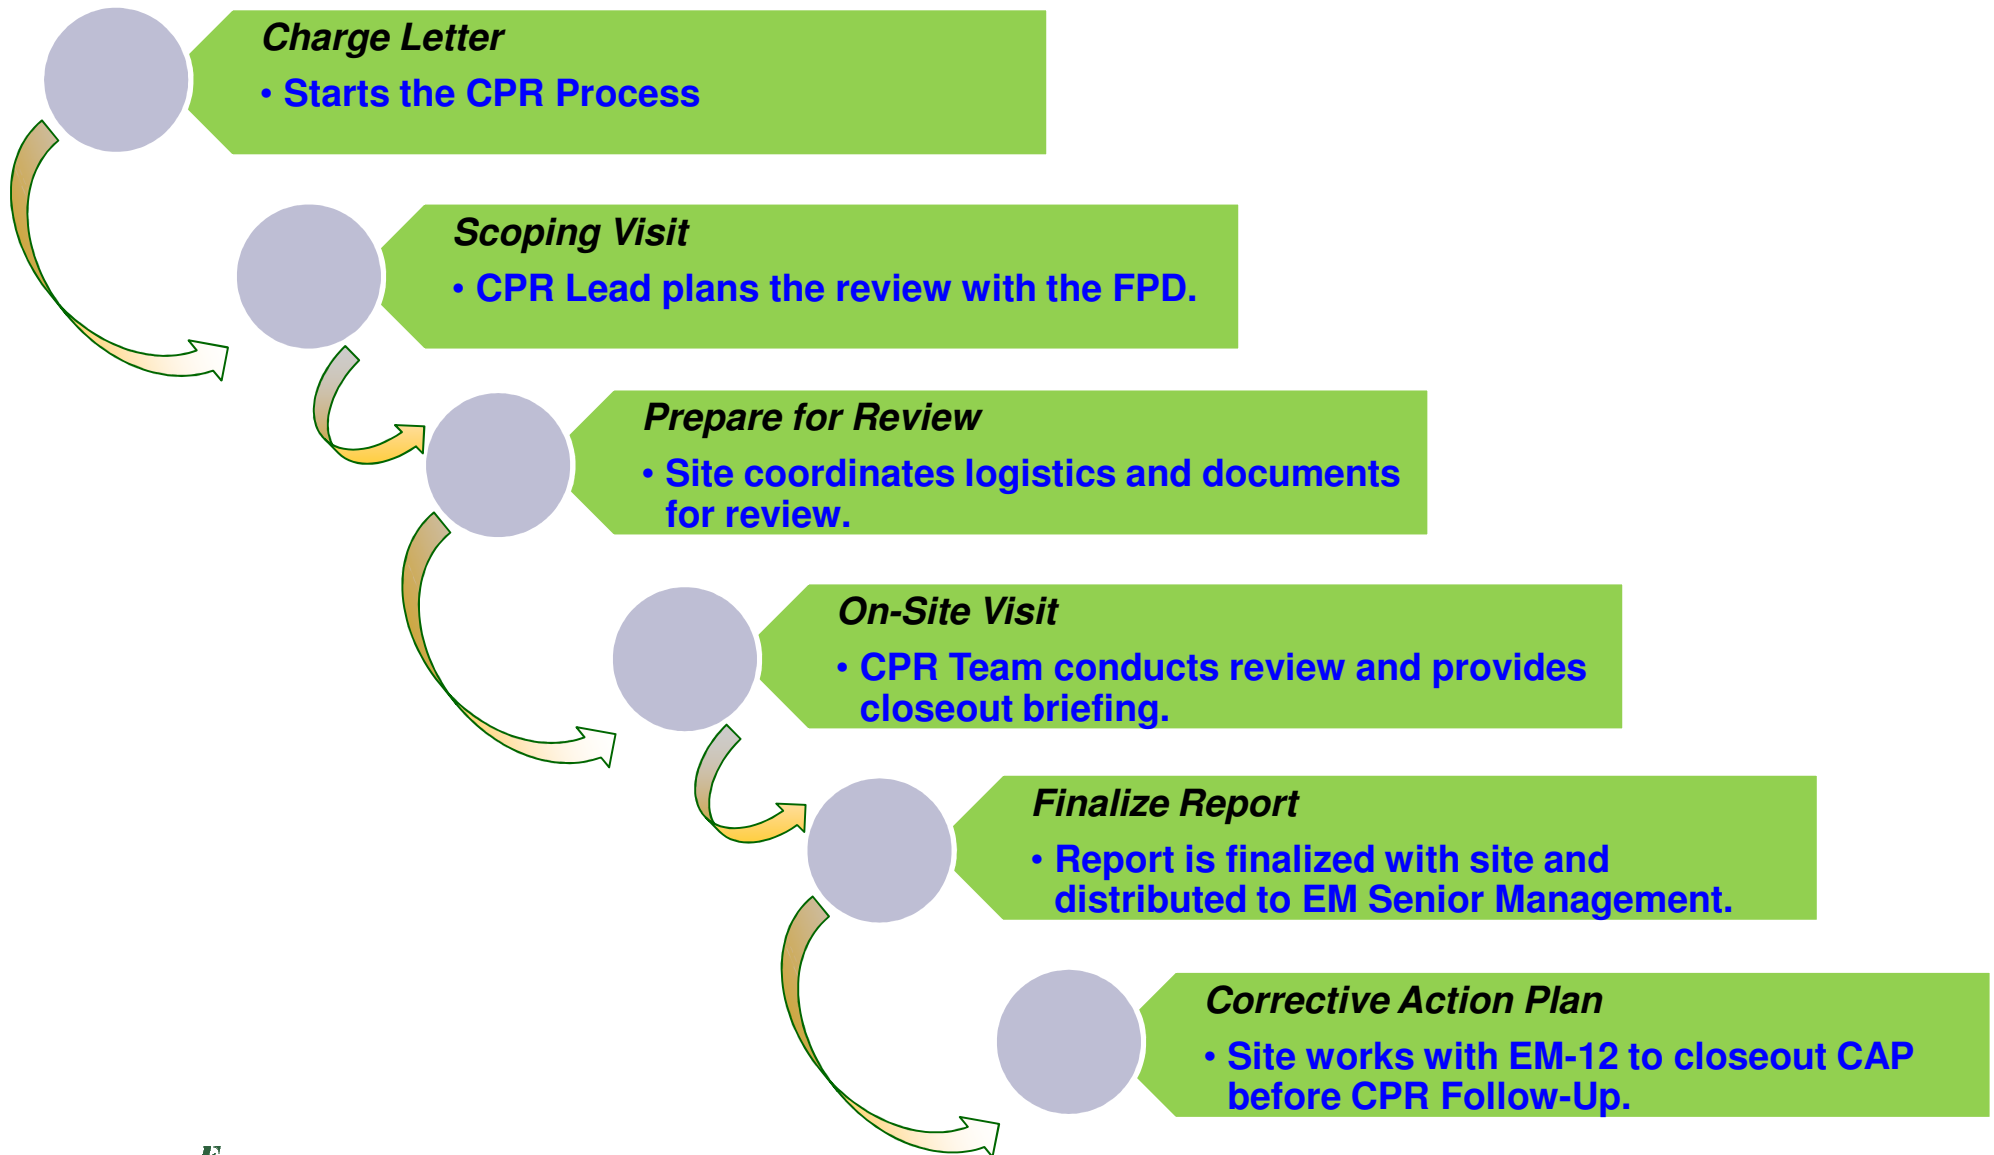 Charge Letter
• Starts the CPR Process
Scoping Visit
• CPR Lead plans the review with the FPD.
Prepare for Review
• Site coordinates logistics and documents
for review.
On-Site Visit
• CPR Team conducts review and provides
closeout briefing.
Finalize Report
• Report is finalized with site and
distributed to EM Senior Management.
Corrective Action Plan
• Site works with EM-12 to closeout CAP
before CPR Follow-Up.